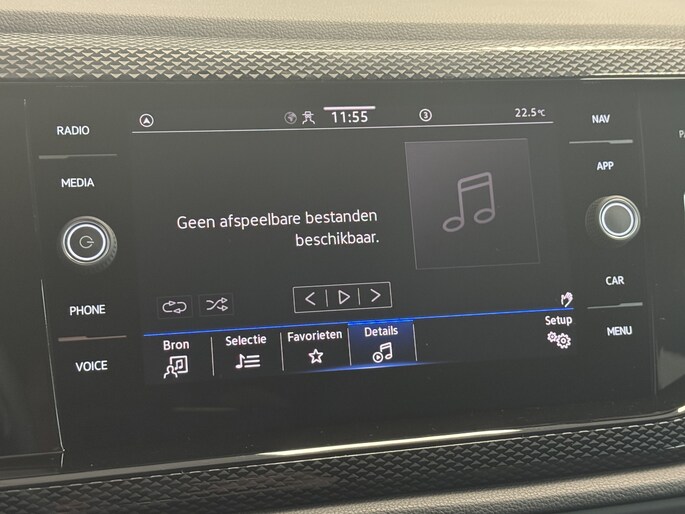 RADIO
MEDIA
PHONE
VOICE
11:55
3
22.5°C
NAV
APP
CAR
MENU
Geen afspeelbare bestanden
beschikbaar.
Bron
Selectie
Favorieten
Details
Setup